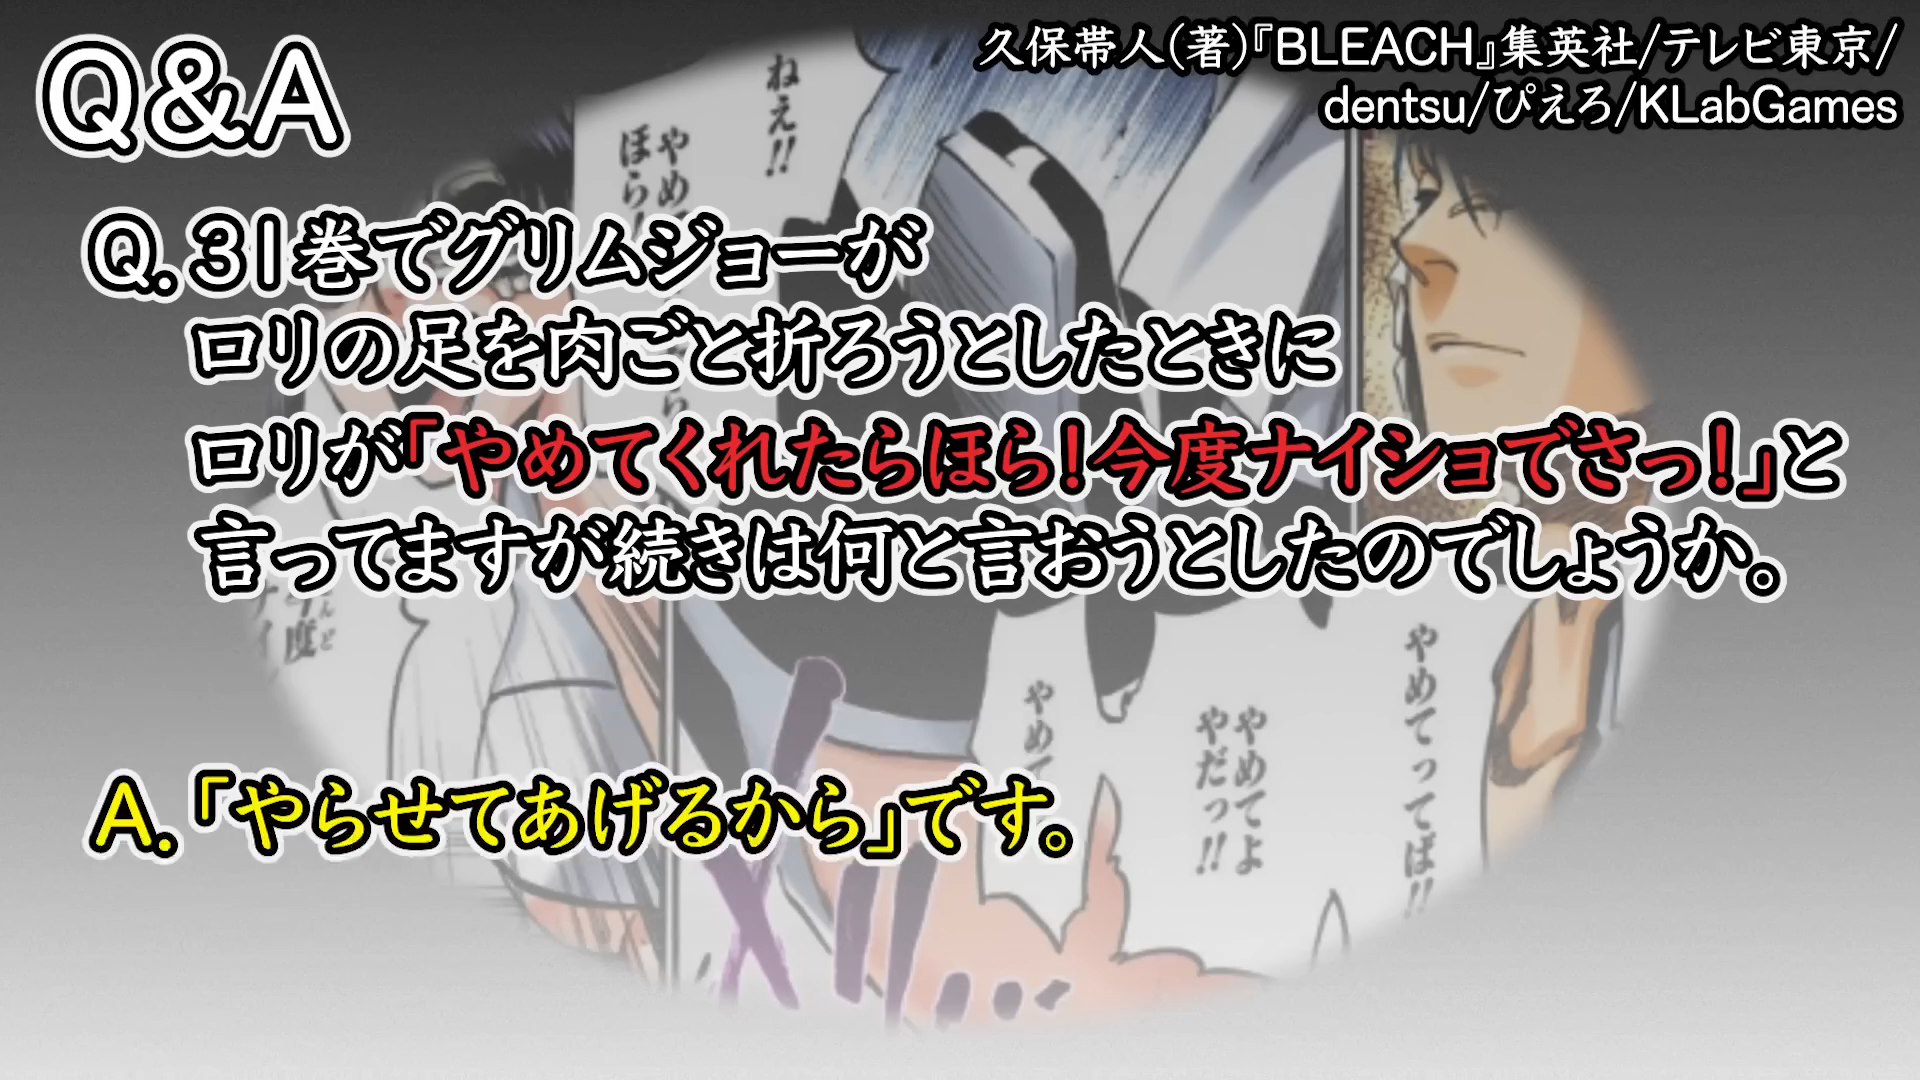 Q&A
久保帯人(著)『BLEACH』集英社/テレビ東京/
dentsu/ぴえろ/KLabGames
Q.31巻でグリムジョーが
ロリの足を肉ごと折ろうとしたときに
ロリが「やめてくれたらほら!今度ナイショでさっ!」と
言ってますが続きは何と言おうとしたのでしょうか。
A.「やらせてあげるから」です。
ねえ!!
やめて
ほら!
今度
やめてってば!!
やめてよ
やだっ!!
やめて